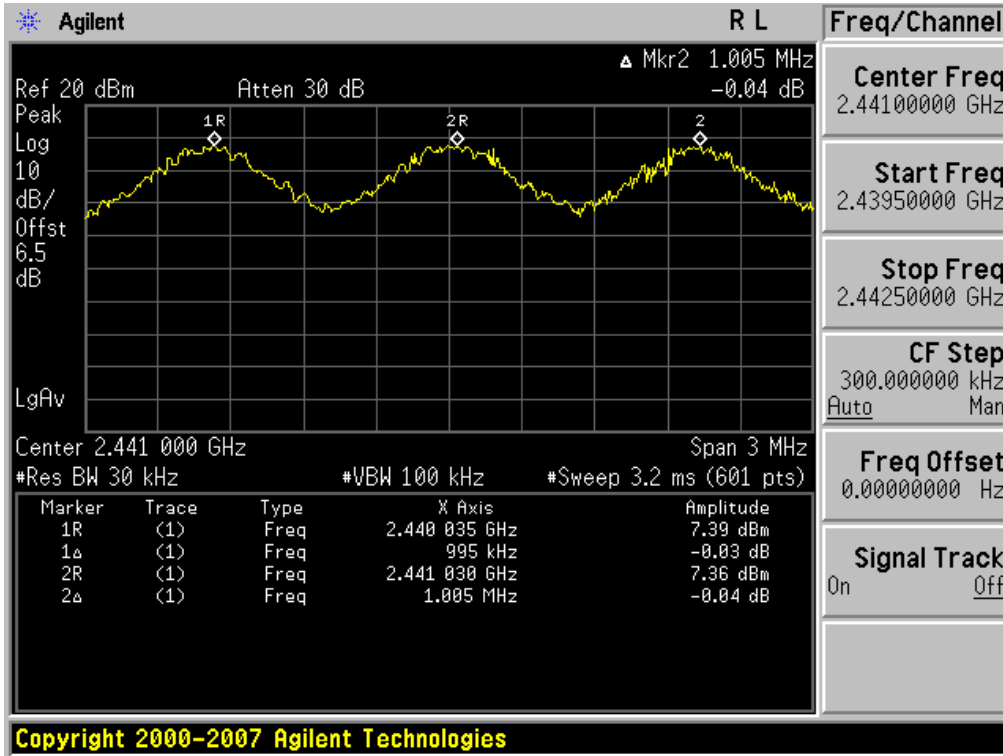 Agilent R L
Δ Mkr2 1.005 MHz
Ref 20 dBm Atten 30 dB -0.04 dB
Peak
Log
10
dB/
Offst
6.5
dB
LgAv
1R 2R 2
Center 2.441 000 GHz Span 3 MHz
#Res BW 30 kHz #VBW 100 kHz #Sweep 3.2 ms (601 pts)
Marker Trace Type X Axis Amplitude
1R (1) Freq 2.440 035 GHz 7.39 dBm
1Δ (1) Freq 995 kHz -0.03 dB
2R (1) Freq 2.441 030 GHz 7.36 dBm
2Δ (1) Freq 1.005 MHz -0.04 dB
Copyright 2000-2007 Agilent Technologies
Freq/Channel
Center Freq
2.44100000 GHz
Start Freq
2.43950000 GHz
Stop Freq
2.44250000 GHz
CF Step
300.000000 kHz
Auto Man
Freq Offset
0.00000000 Hz
Signal Track
On Off